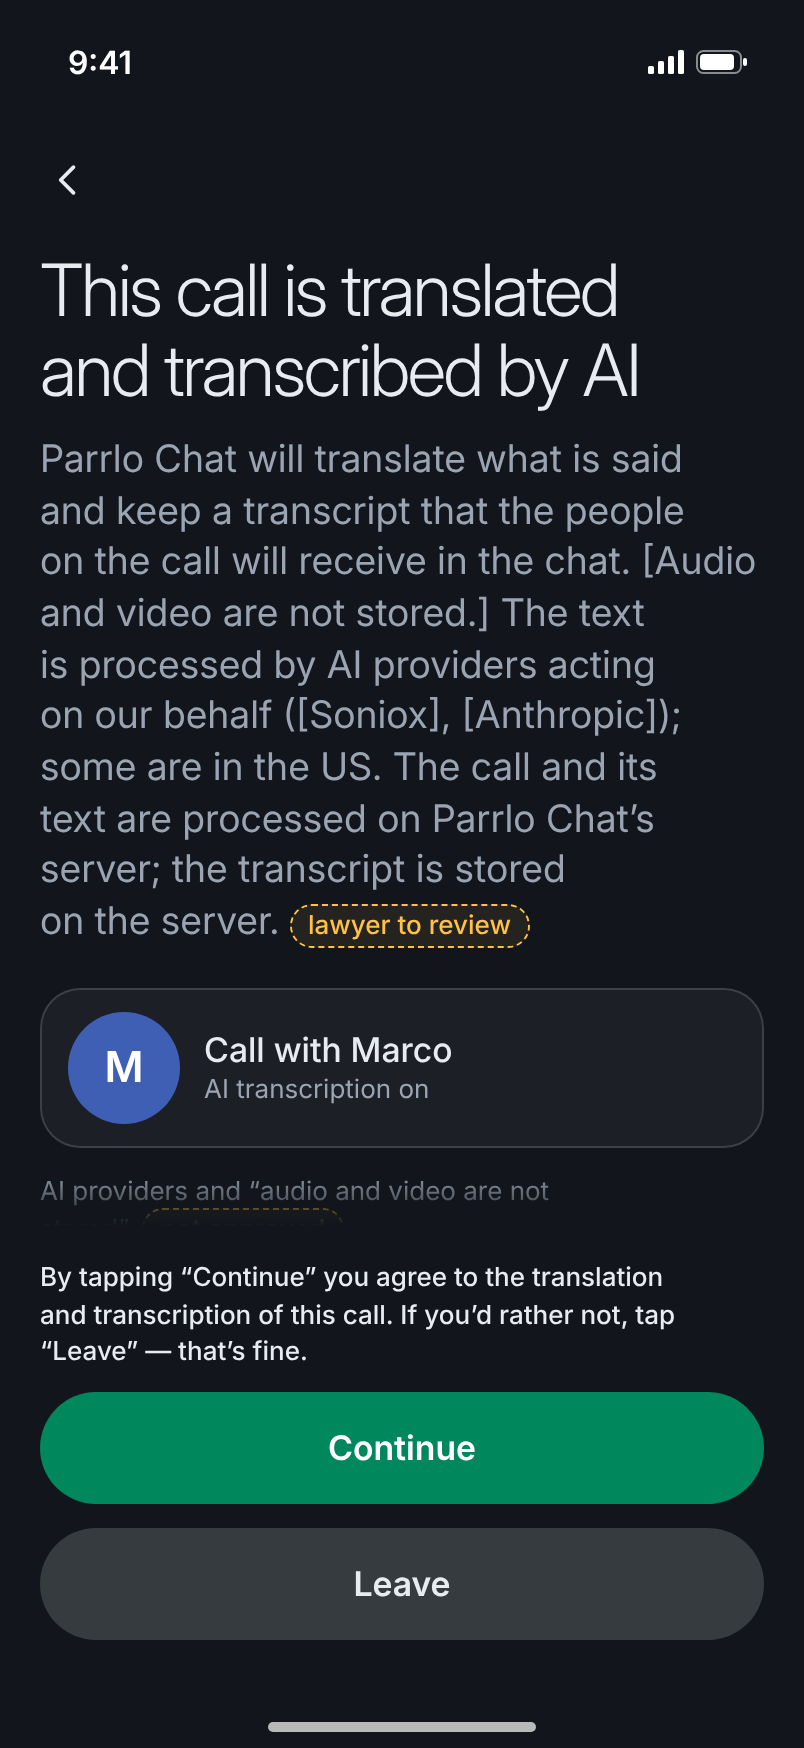 9:41
This call is translated
and transcribed by AI
Parrlo Chat will translate what is said
and keep a transcript that the people
on the call will receive in the chat. [Audio
and video are not stored.] The text
is processed by AI providers acting
on our behalf ([Soniox], [Anthropic]);
some are in the US. The call and its
text are processed on Parrlo Chat’s
server; the transcript is stored
on the server. lawyer to review
M
Call with Marco
AI transcription on
AI providers and “audio and video are not
By tapping “Continue” you agree to the translation
and transcription of this call. If you’d rather not, tap
“Leave” — that’s fine.
Continue
Leave